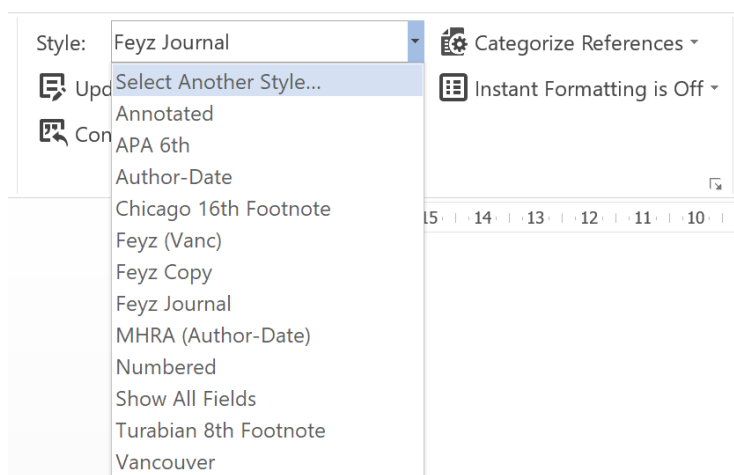 Style: Feyz Journal
Categorize References
Upd
Select Another Style...
Instant Formatting is Off
Con
Annotated
APA 6th
Author-Date
Chicago 16th Footnote
15 14 13 12 11 10
Feyz (Vanc)
Feyz Copy
Feyz Journal
MHRA (Author-Date)
Numbered
Show All Fields
Turabian 8th Footnote
Vancouver